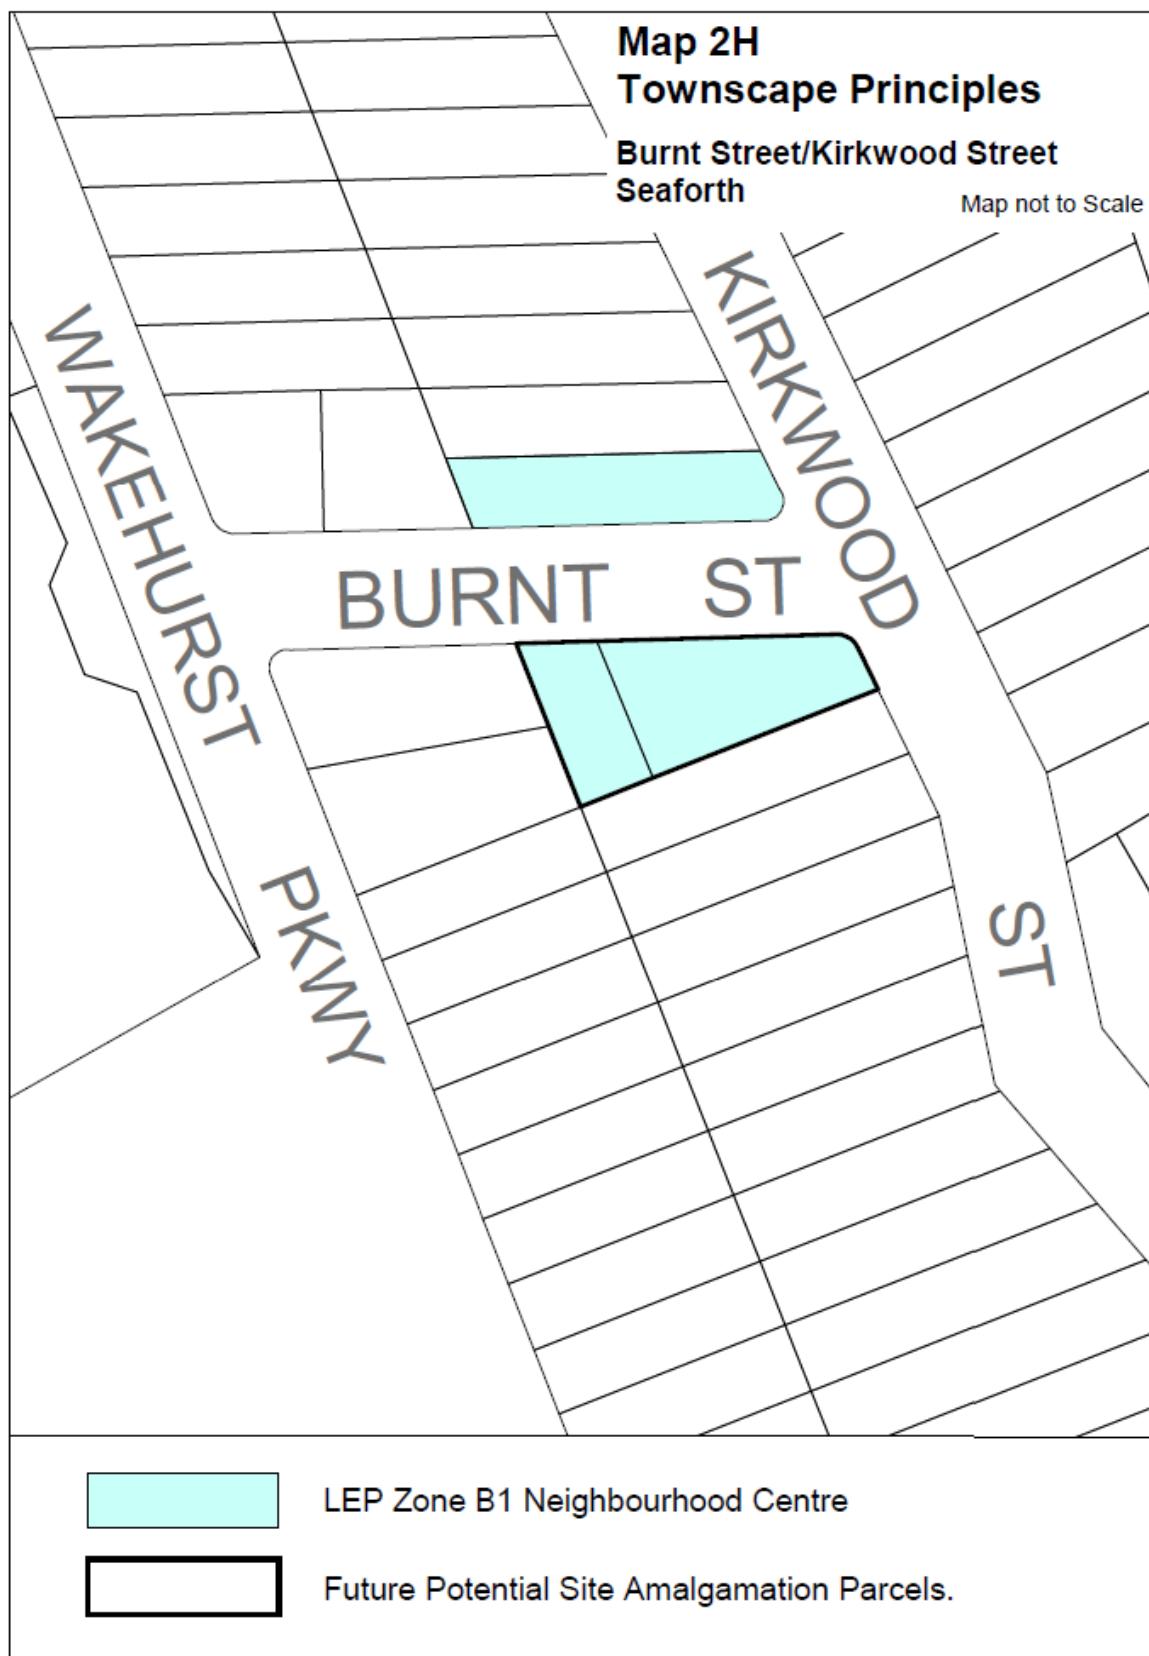 Map 2H
Townscape Principles
Burnt Street/Kirkwood Street
Seaforth
Map not to Scale
KIRKWOOD
WAKEHURST
BURNT ST
ST
PKWY
LEP Zone B1 Neighbourhood Centre
Future Potential Site Amalgamation Parcels.